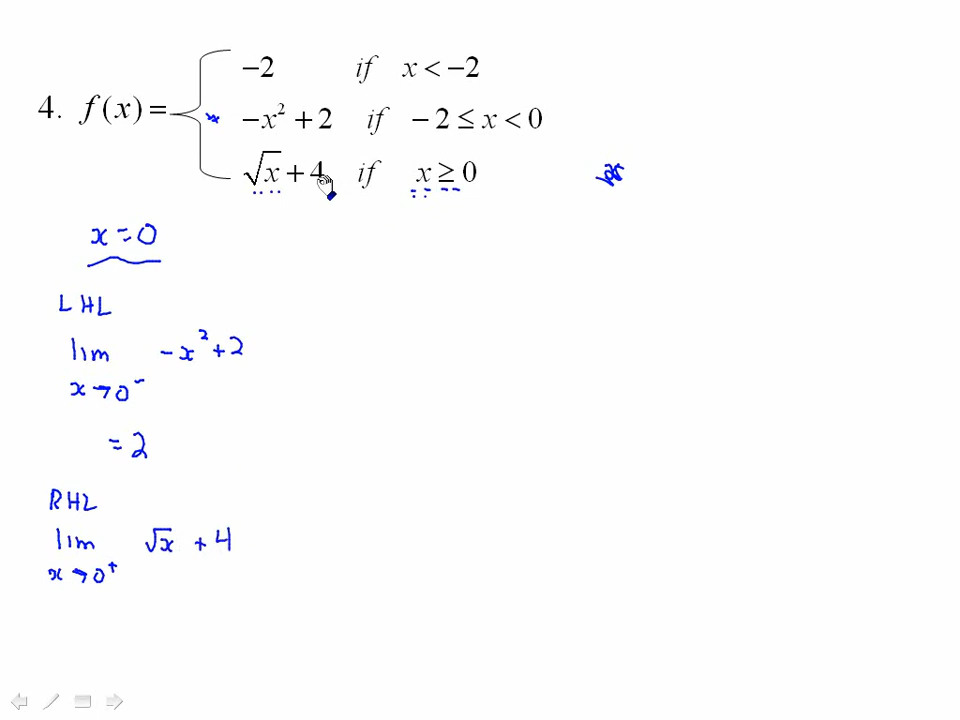 −2 if x < −2
4. f(x) = −x² + 2 if −2 ≤ x < 0
√x + 4 if x ≥ 0
x = 0
LHL
lim −x² + 2
x→0⁻
= 2
RHL
lim √x + 4
x→0⁺